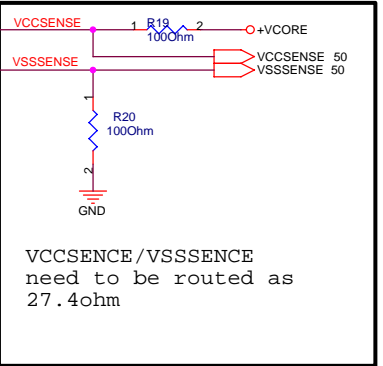 VCCSENSE
1 R19 2
100Ohm
+VCORE
VCCSENSE 50
VSSSENSE
VSSSENSE 50
1
R20
100Ohm
2
GND
VCCSENCE/VSSSENCE
need to be routed as
27.4ohm